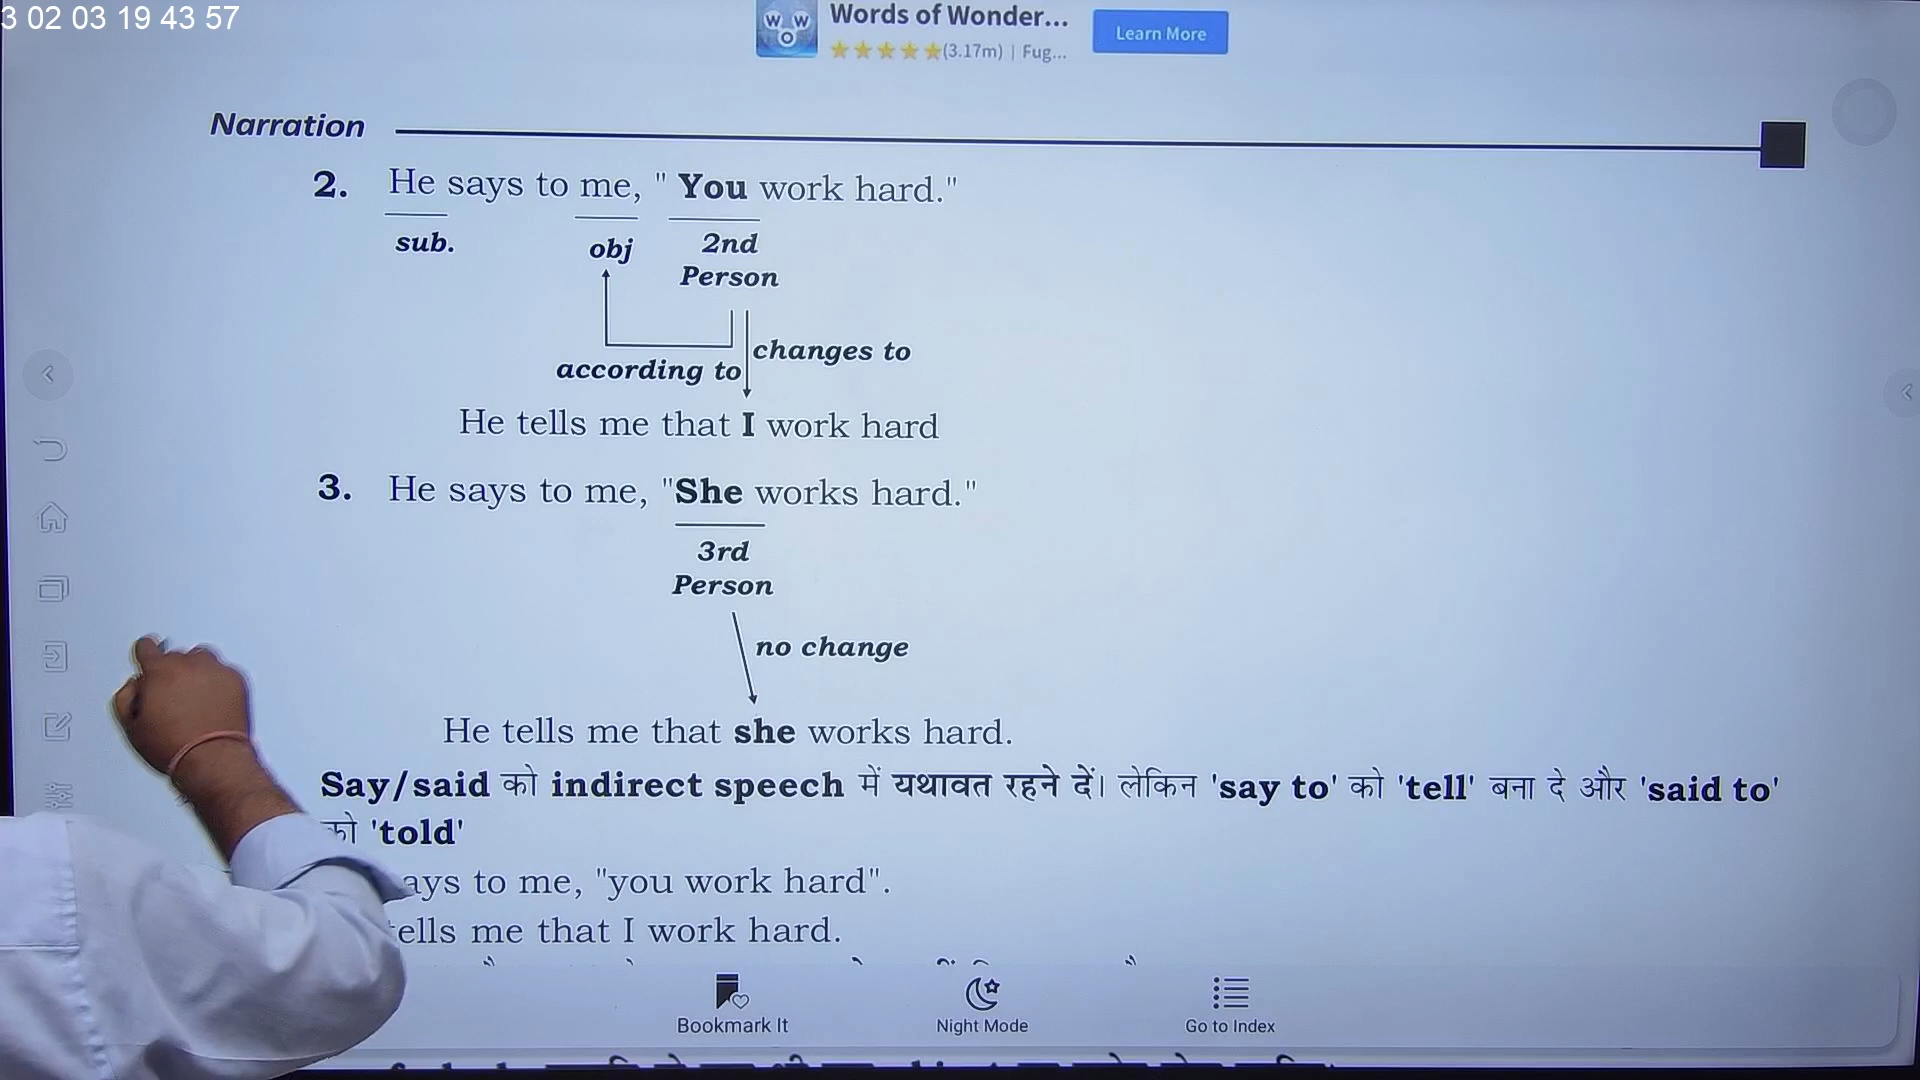 3 02 03 19 43 57
Words of Wonder...
(3.17m) | Fug...
Learn More
Narration
2. He says to me, " You work hard."
sub. obj 2nd
Person
changes to
according to
He tells me that I work hard
3. He says to me, "She works hard."
3rd
Person
no change
He tells me that she works hard.
Say/said को indirect speech में यथावत रहने दें। लेकिन 'say to' को 'tell' बना दे और 'said to'
को 'told'
ays to me, "you work hard".
ells me that I work hard.
Bookmark It
Night Mode
Go to Index